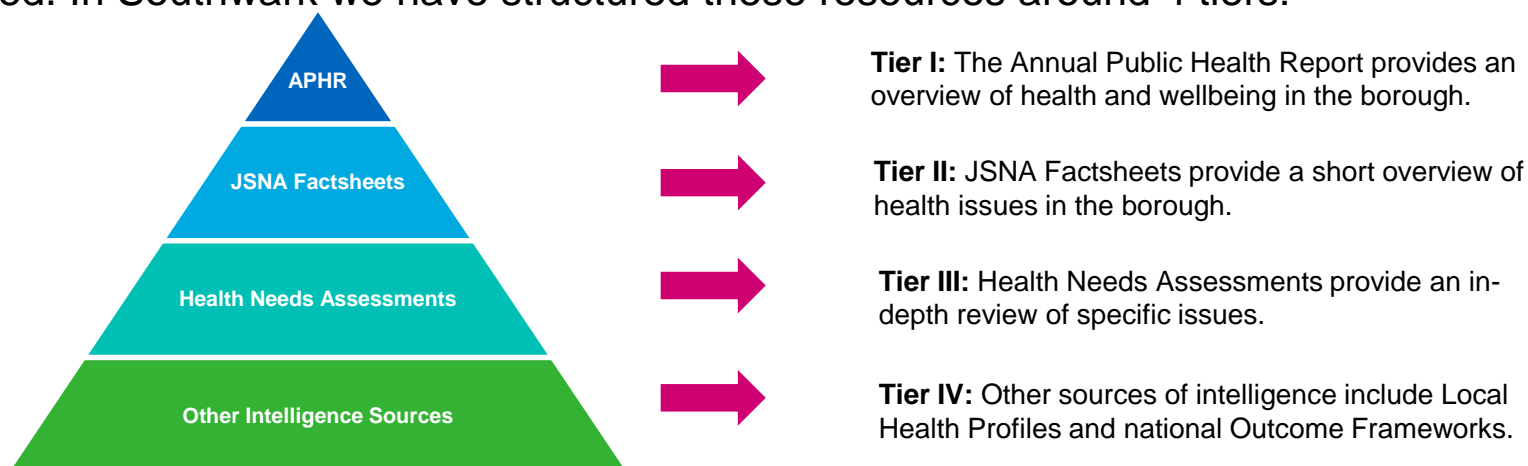 ed. In Southwark we have structured these resources around 4 tiers:
APHR
Tier I: The Annual Public Health Report provides an
overview of health and wellbeing in the borough.
JSNA Factsheets
Tier II: JSNA Factsheets provide a short overview of
health issues in the borough.
Health Needs Assessments
Tier III: Health Needs Assessments provide an in-
depth review of specific issues.
Other Intelligence Sources
Tier IV: Other sources of intelligence include Local
Health Profiles and national Outcome Frameworks.